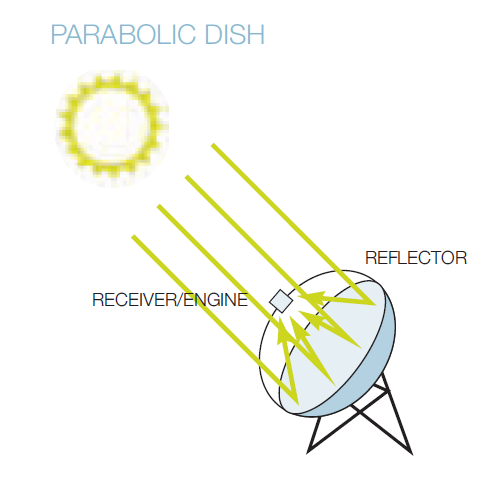 PARABOLIC DISH
REFLECTOR
RECEIVER/ENGINE